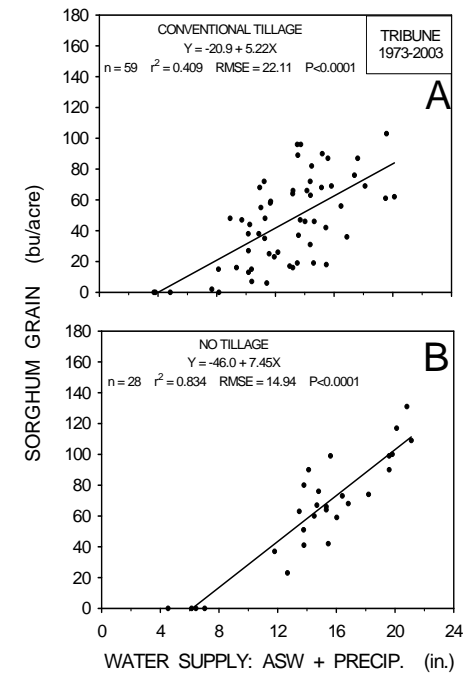 SORGHUM GRAIN (bu/acre)
180
160
140
120
100
80
60
40
20
0
CONVENTIONAL TILLAGE
Y = -20.9 + 5.22X
n = 59 r² = 0.409 RMSE = 22.11 P<0.0001
TRIBUNE
1973-2003
A
180
160
140
120
100
80
60
40
20
0
NO TILLAGE
Y = -46.0 + 7.45X
n = 28 r² = 0.834 RMSE = 14.94 P<0.0001
B
0 4 8 12 16 20 24
WATER SUPPLY: ASW + PRECIP. (in.)